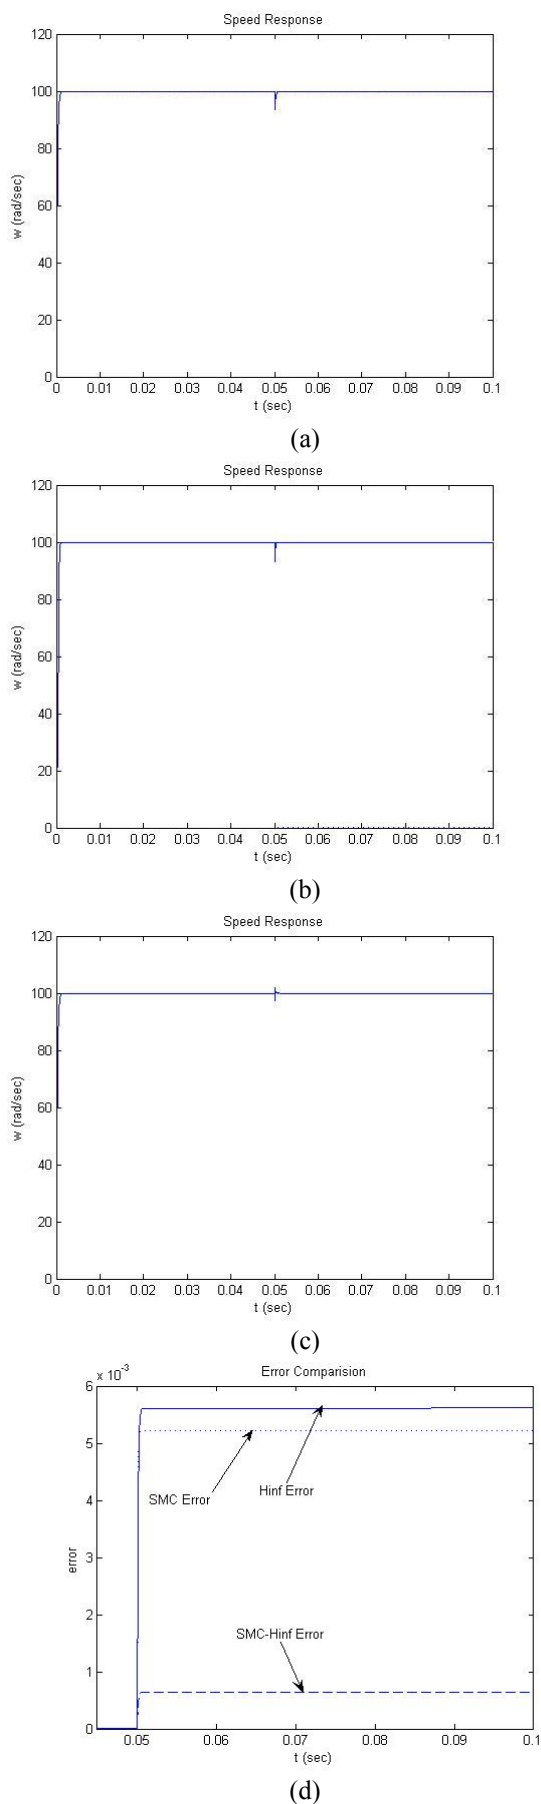 Speed Response
120
100
80
60
40
20
0
w (rad/sec)
0 0.01 0.02 0.03 0.04 0.05 0.06 0.07 0.08 0.09 0.1
t (sec)
(a)
Speed Response
120
100
80
60
40
20
0
w (rad/sec)
0 0.01 0.02 0.03 0.04 0.05 0.06 0.07 0.08 0.09 0.1
t (sec)
(b)
Speed Response
120
100
80
60
40
20
0
w (rad/sec)
0 0.01 0.02 0.03 0.04 0.05 0.06 0.07 0.08 0.09 0.1
t (sec)
(c)
x 10-3
Error Comparision
6
5
4
3
2
1
0
error
SMC Error
Hinf Error
SMC-Hinf Error
0.05 0.06 0.07 0.08 0.09 0.1
t (sec)
(d)